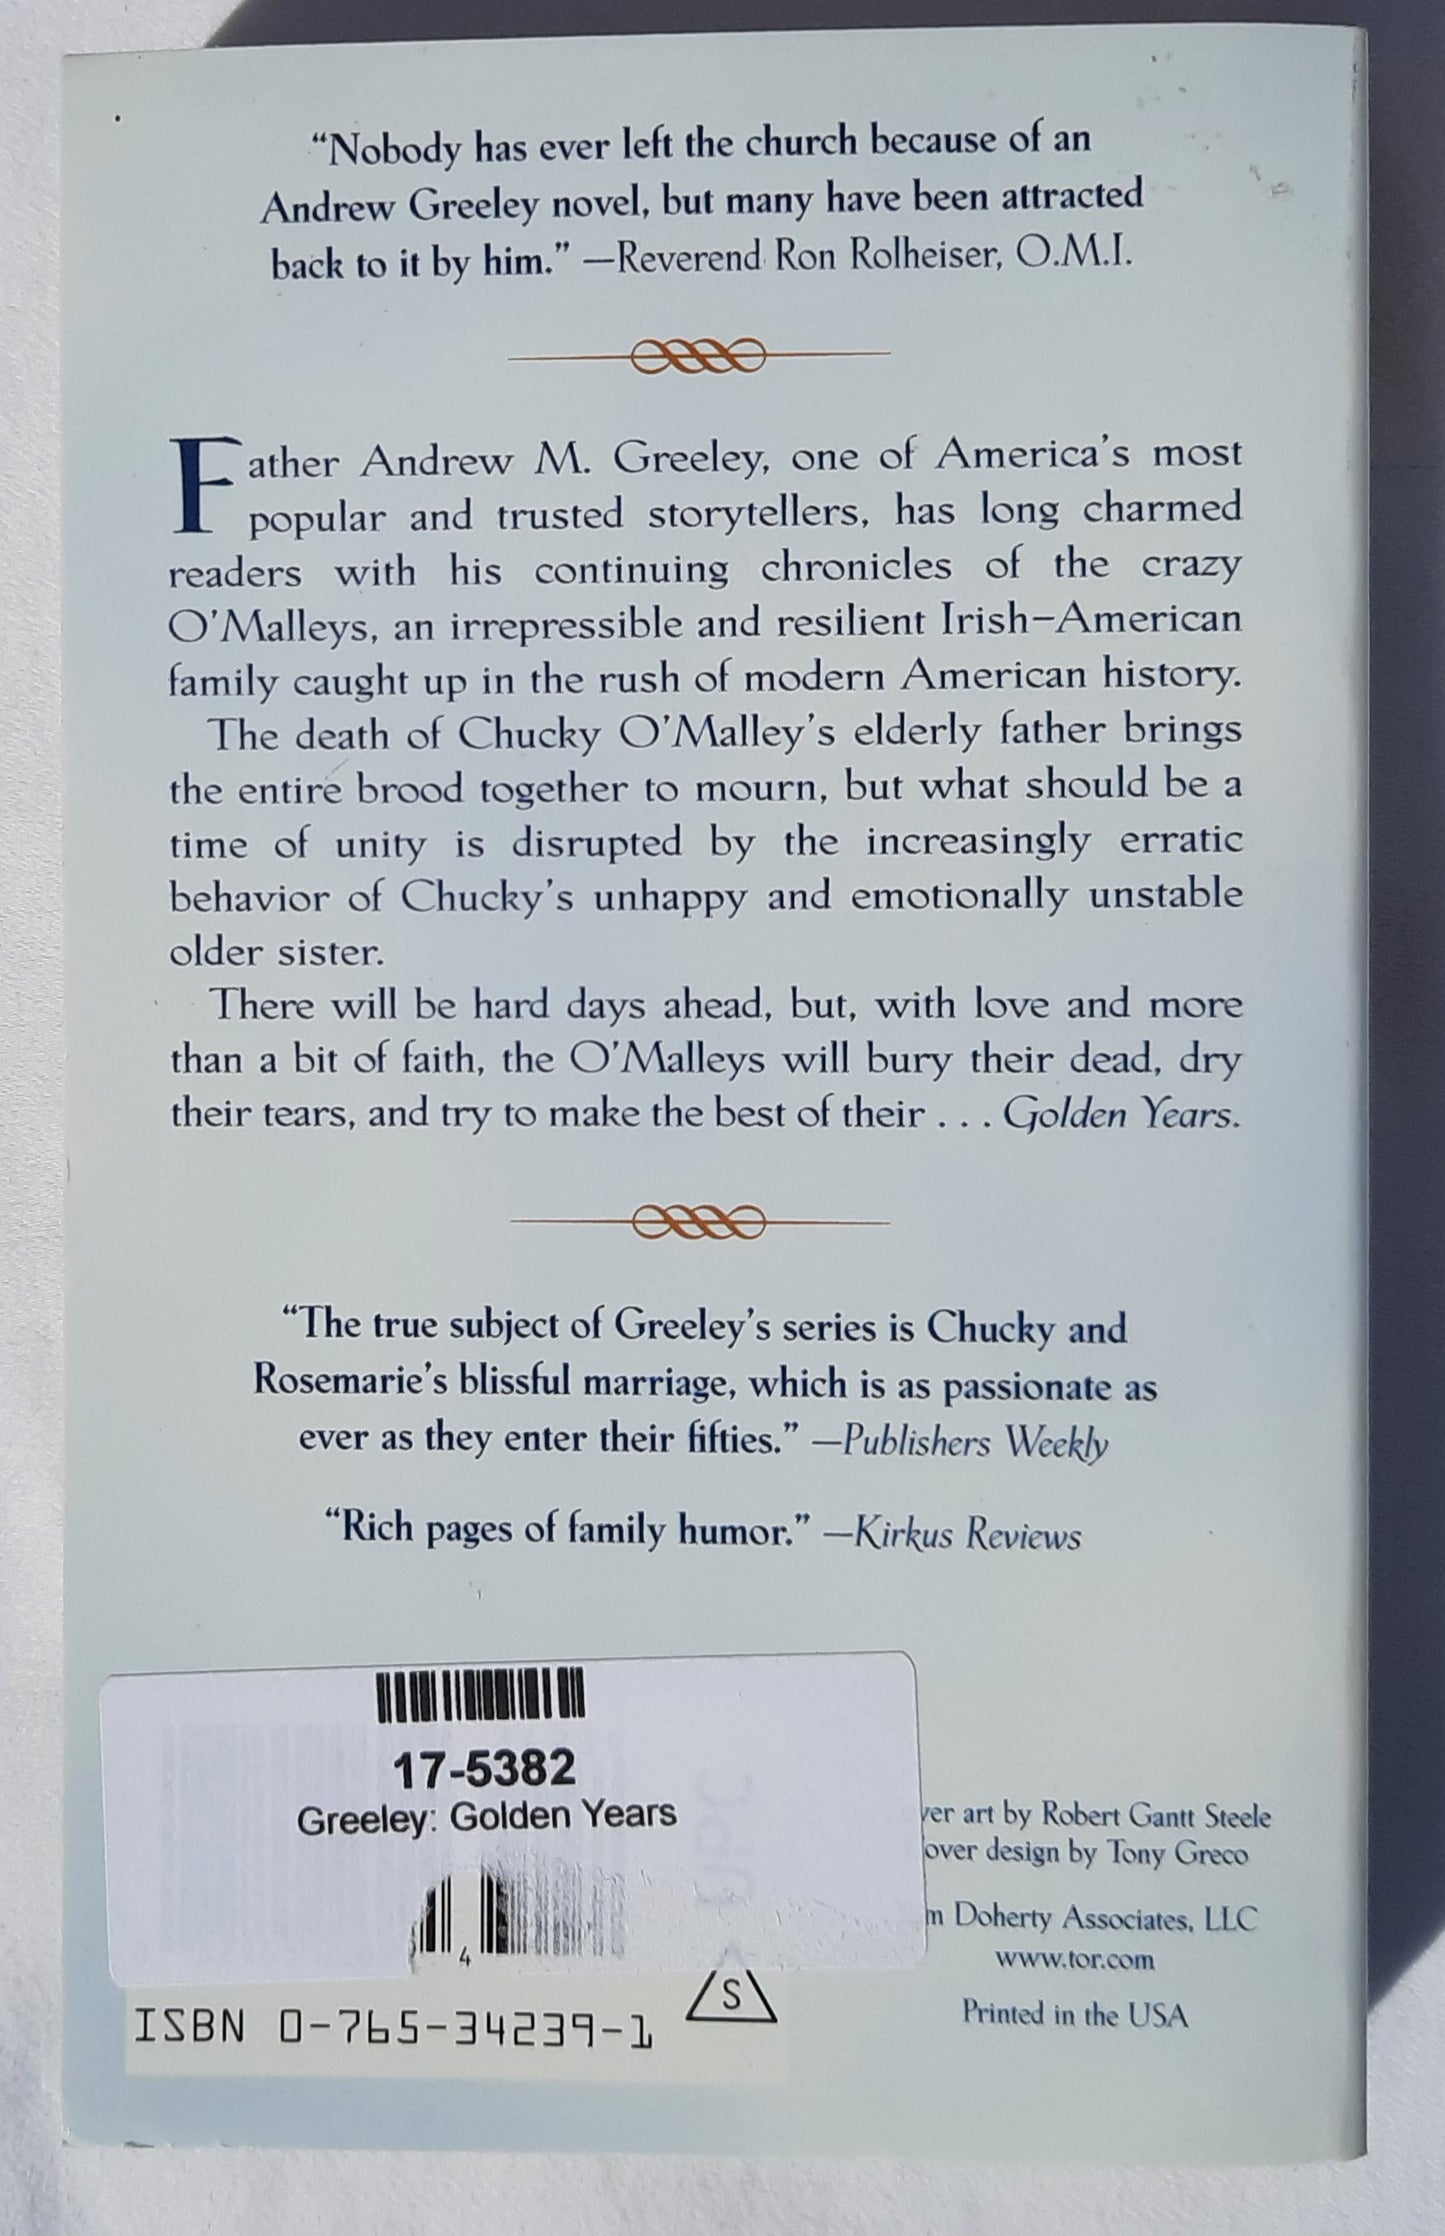 “Nobody has ever left the church because of an
Andrew Greeley novel, but many have been attracted
back to it by him.” —Reverend Ron Rolheiser, O.M.I.
Father Andrew M. Greeley, one of America's most
popular and trusted storytellers, has long charmed
readers with his continuing chronicles of the crazy
O'Malleys, an irrepressible and resilient Irish-American
family caught up in the rush of modern American history.
The death of Chucky O'Malley's elderly father brings
the entire brood together to mourn, but what should be a
time of unity is disrupted by the increasingly erratic
behavior of Chucky's unhappy and emotionally unstable
older sister.
There will be hard days ahead, but, with love and more
than a bit of faith, the O'Malleys will bury their dead, dry
their tears, and try to make the best of their . . . Golden Years.
“The true subject of Greeley's series is Chucky and
Rosemarie's blissful marriage, which is as passionate as
ever as they enter their fifties.” —Publishers Weekly
“Rich pages of family humor.” —Kirkus Reviews
17-5382
Greeley: Golden Years
4
S
ISBN 0-765-34239-1
ver art by Robert Gantt Steele
over design by Tony Greco
m Doherty Associates, LLC
www.tor.com
Printed in the USA